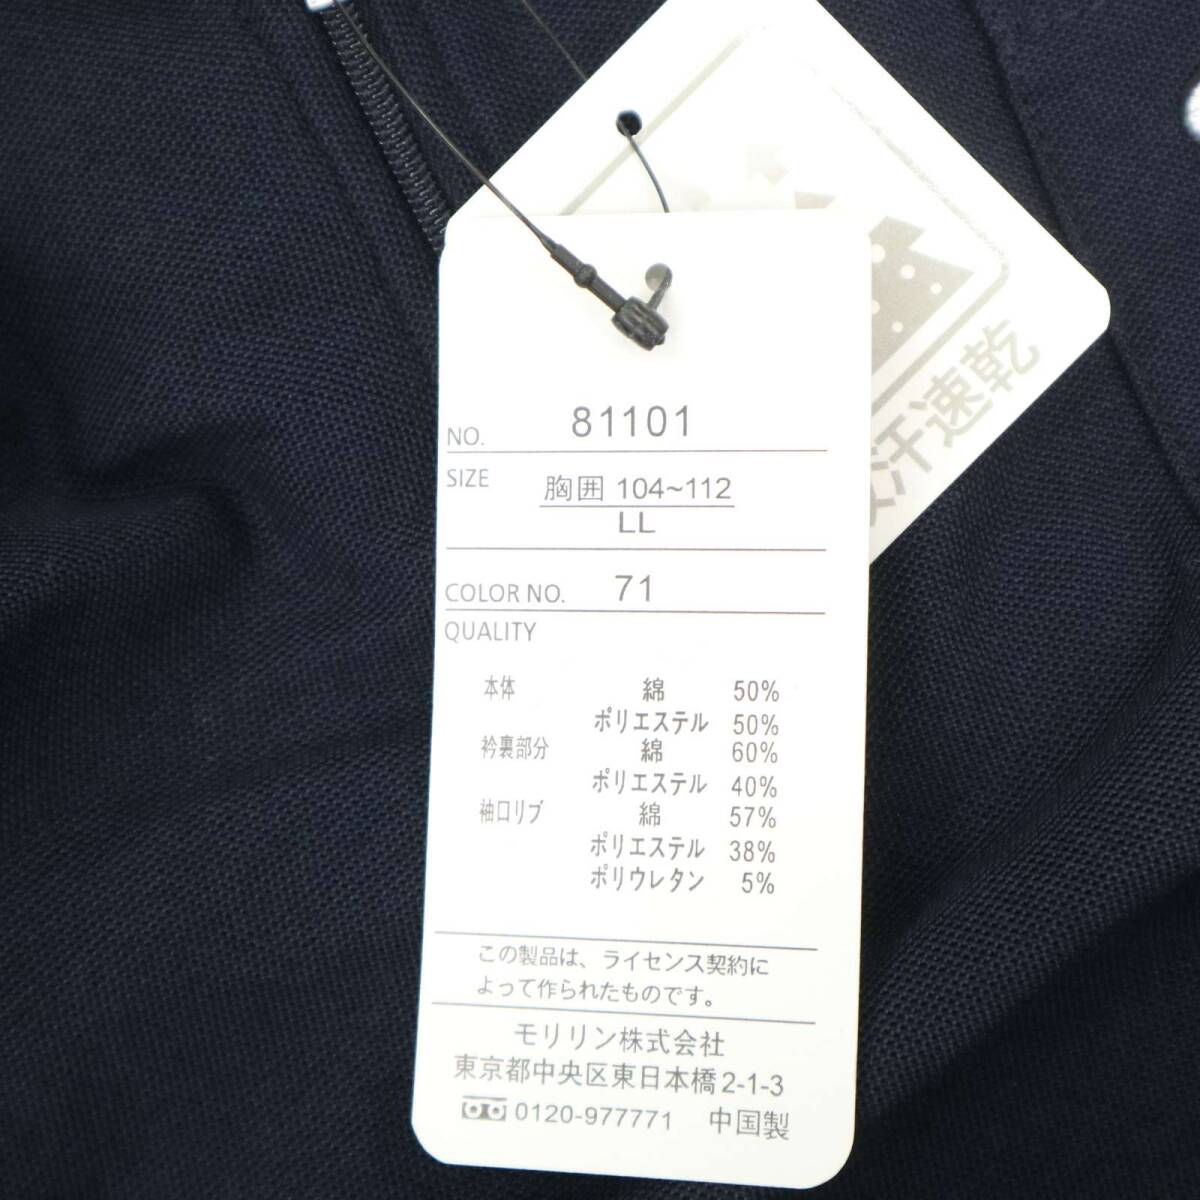 NO. 81101
SIZE 胸囲 104~112
LL
COLOR NO. 71
QUALITY
本体 綿 50%
ポリエステル 50%
衿裏部分 綿 60%
ポリエステル 40%
袖口リブ 綿 57%
ポリエステル 38%
ポリウレタン 5%
この製品は、ライセンス契約に
よって作られたものです。
モリリン株式会社
東京都中央区東日本橋2-1-3
0120-977771 中国製
汗速乾